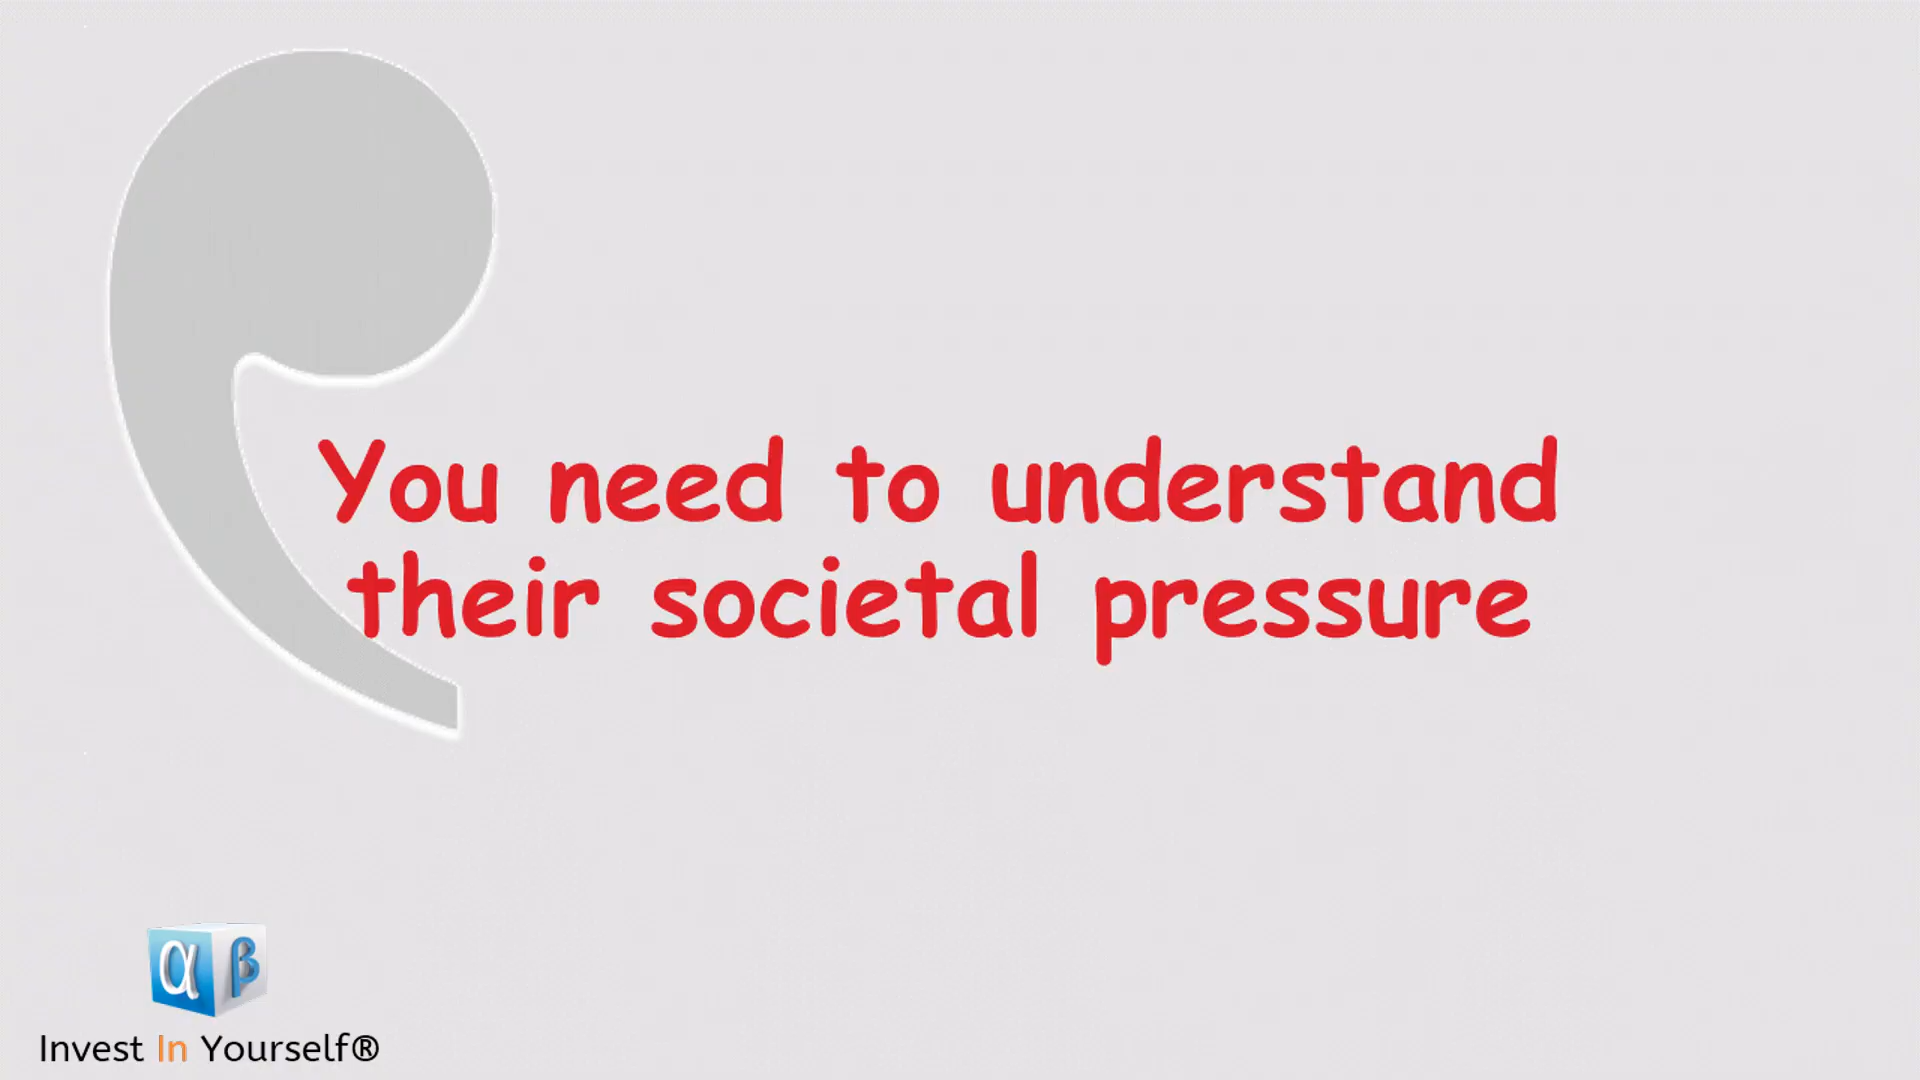 You need to understand
their societal pressure
α β
Invest In Yourself®